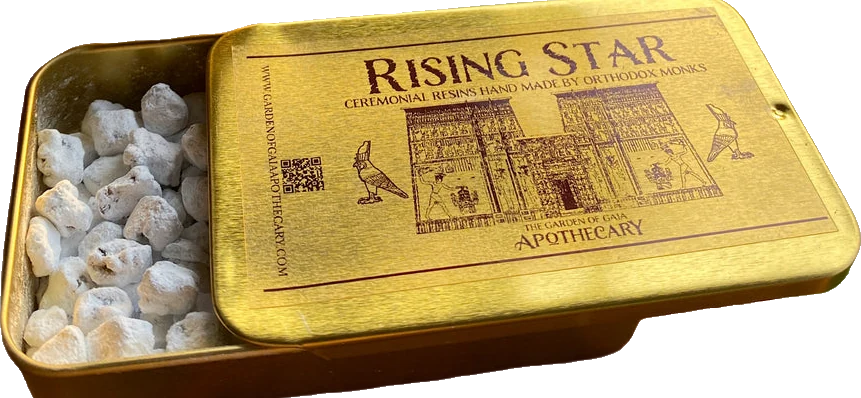 RISING STAR
CEREMONIAL RESINS HAND MADE BY ORTHODOX MONKS
WWW.GARDENOFGAIAAPOTHECARY.COM
THE GARDEN OF GAIA
APOTHECARY